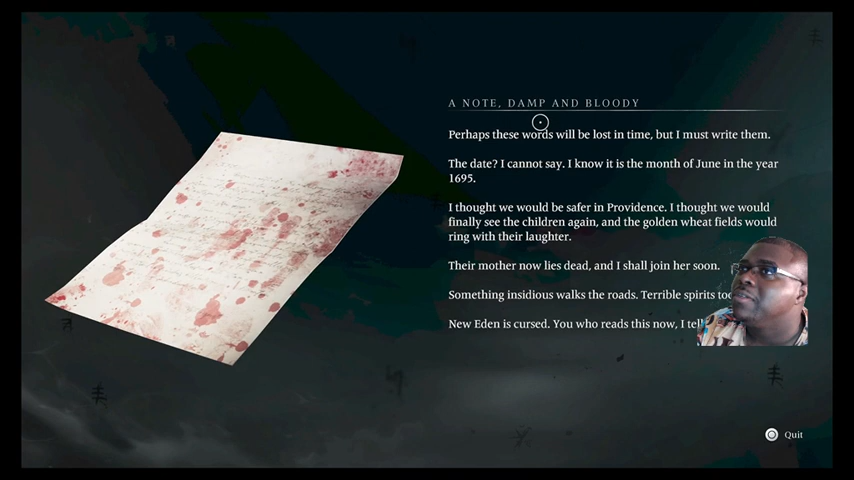 A NOTE, DAMP AND BLOODY
Perhaps these words will be lost in time, but I must write them.
The date? I cannot say. I know it is the month of June in the year
1695.
I thought we would be safer in Providence. I thought we would
finally see the children again, and the golden wheat fields would
ring with their laughter.
Their mother now lies dead, and I shall join her soon.
Something insidious walks the roads. Terrible spirits
New Eden is cursed. You who reads this now, I
Quit